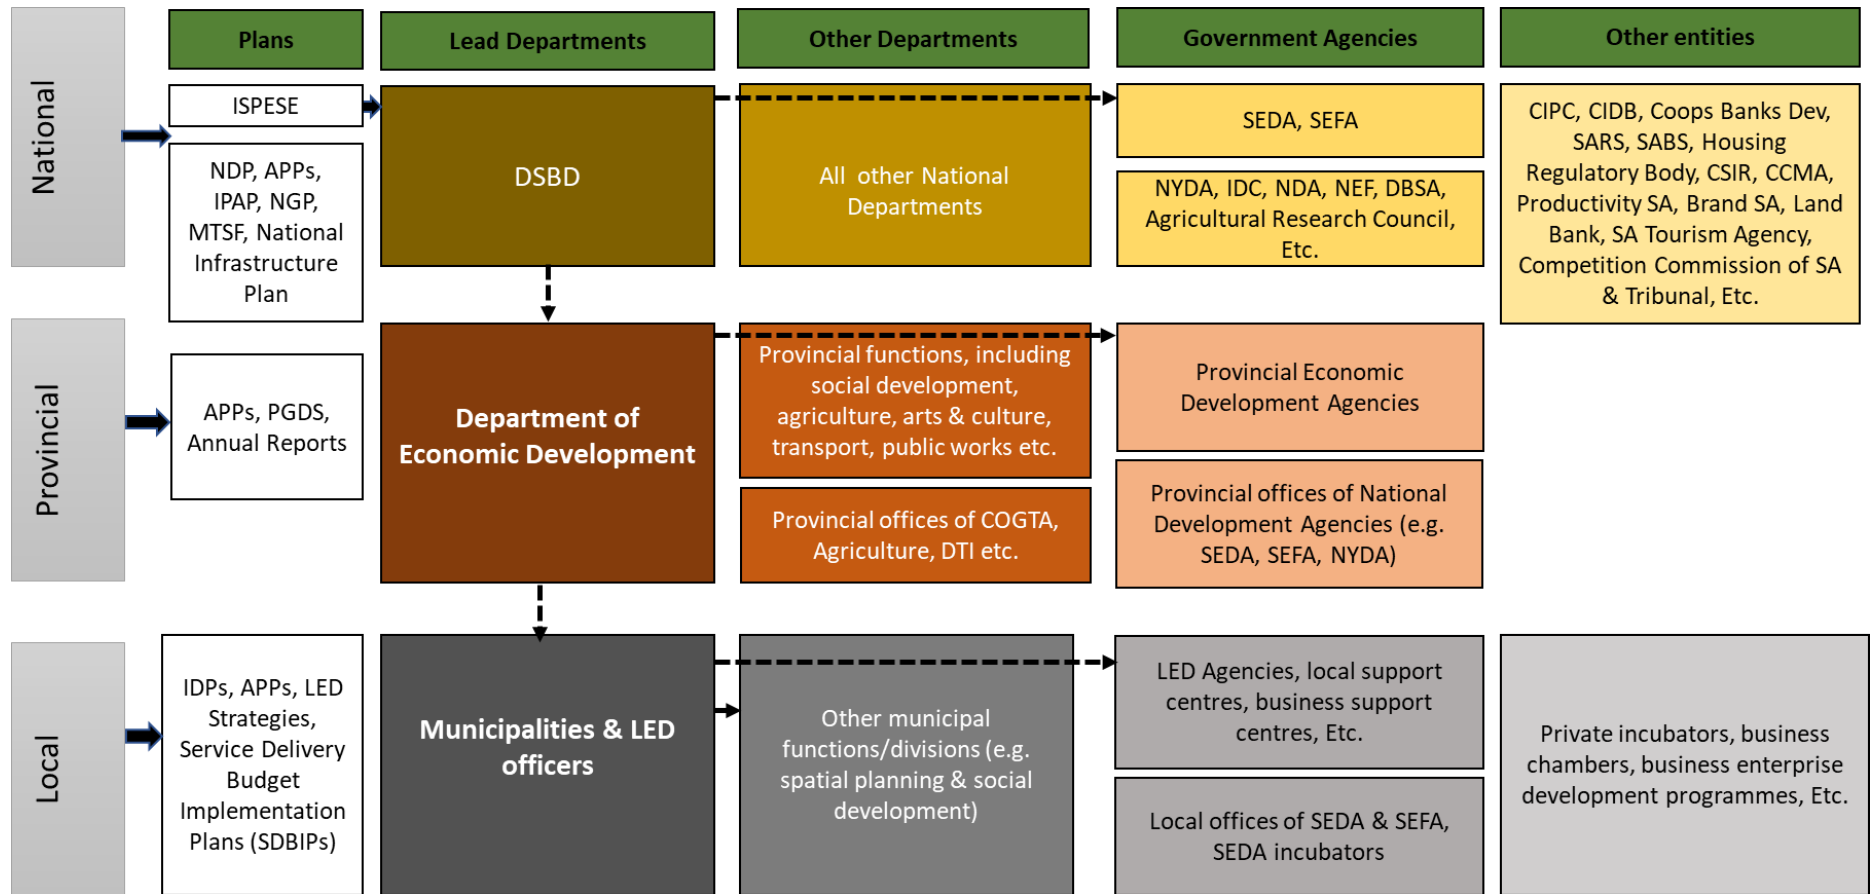 Plans
Lead Departments
Other Departments
Government Agencies
Other entities
National
ISPESE
NDP, APPs,
IPAP, NGP,
MTSF, National
Infrastructure
Plan
DSBD
All other National
Departments
SEDA, SEFA
NYDA, IDC, NDA, NEF, DBSA,
Agricultural Research Council,
Etc.
CIPC, CIDB, Coops Banks Dev,
SARS, SABS, Housing
Regulatory Body, CSIR, CCMA,
Productivity SA, Brand SA, Land
Bank, SA Tourism Agency,
Competition Commission of SA
& Tribunal, Etc.
Provincial
APPs, PGDS,
Annual Reports
Department of
Economic Development
Provincial functions, including
social development,
agriculture, arts & culture,
transport, public works etc.
Provincial offices of COGTA,
Agriculture, DTI etc.
Provincial Economic
Development Agencies
Provincial offices of National
Development Agencies (e.g.
SEDA, SEFA, NYDA)
Local
IDPs, APPs, LED
Strategies,
Service Delivery
Budget
Implementation
Plans (SDBIPs)
Municipalities & LED
officers
Other municipal
functions/divisions (e.g.
spatial planning & social
development)
LED Agencies, local support
centres, business support
centres, Etc.
Local offices of SEDA & SEFA,
SEDA incubators
Private incubators, business
chambers, business enterprise
development programmes, Etc.